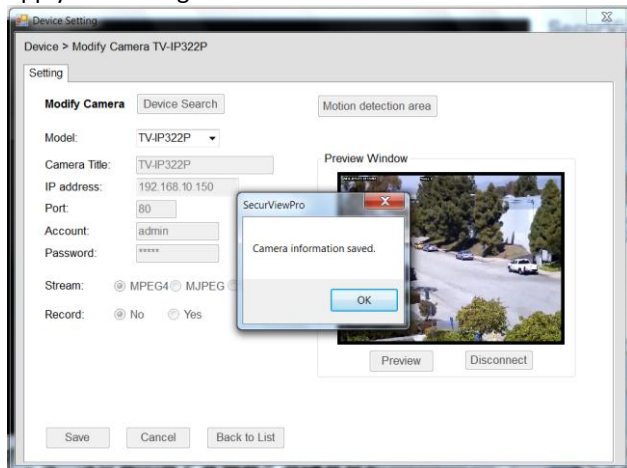 Device Setting
Device > Modify Camera TV-IP322P
Setting
Modify Camera Device Search Motion detection area
Model: TV-IP322P
Camera Title: TV-IP322P
Preview Window
IP address: 192.168.10.150
Port: 80
SecurViewPro
Account: admin
Password: *****
Camera information saved.
Stream: MPEG4 MJPEG
OK
Record: No Yes
Preview Disconnect
Save Cancel Back to List